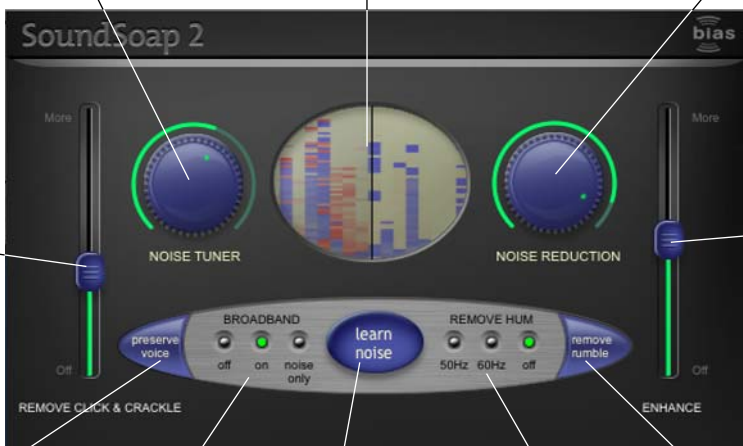 SoundSoap 2
bias
More
More
NOISE TUNER
NOISE REDUCTION
BROADBAND
REMOVE HUM
preserve
voice
off
on
noise
only
learn
noise
50Hz
60Hz
off
remove
rumble
Off
Off
REMOVE CLICK & CRACKLE
ENHANCE